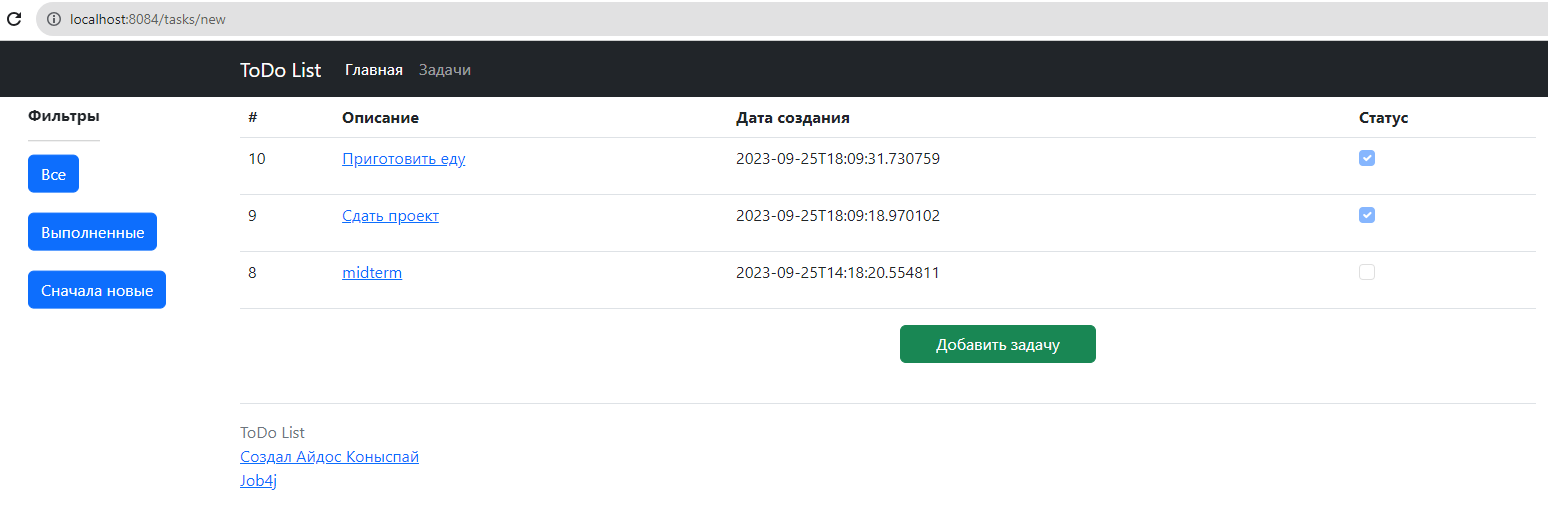 localhost:8084/tasks/new
ToDo List Главная Задачи
Фильтры
Все
Выполненные
Сначала новые
# Описание Дата создания Статус
10 Приготовить еду 2023-09-25T18:09:31.730759
9 Сдать проект 2023-09-25T18:09:18.970102
8 midterm 2023-09-25T14:18:20.554811
Добавить задачу
ToDo List
Создал Айдос Коныспай
Job4j